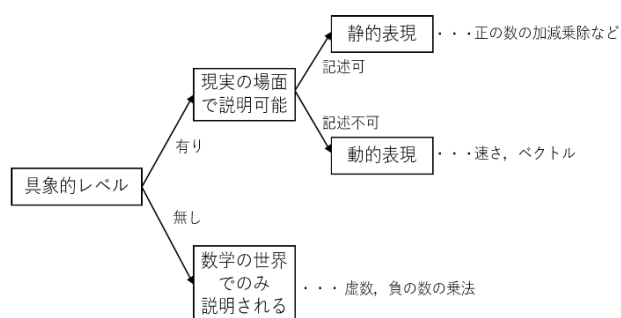 静的表現
・・・正の数の加減乗除など
記述可
現実の場面
で説明可能
記述不可
有り
動的表現
・・・速さ，ベクトル
具象的レベル
無し
数学の世界
でのみ
説明される
・・・虚数，負の数の乗法